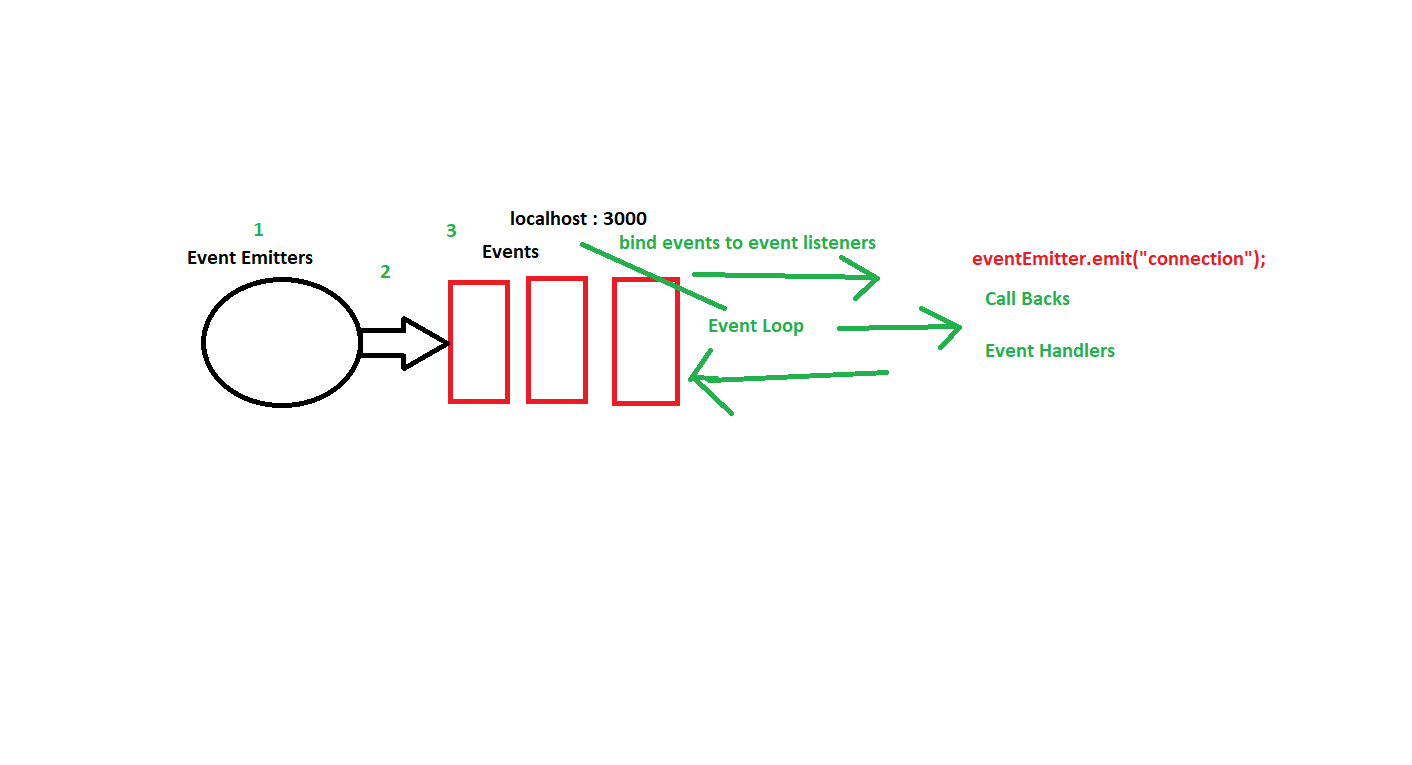 localhost : 3000
1
3
bind events to event listeners
Event Emitters
Events
eventEmitter.emit("connection");
2
Call Backs
Event Loop
Event Handlers